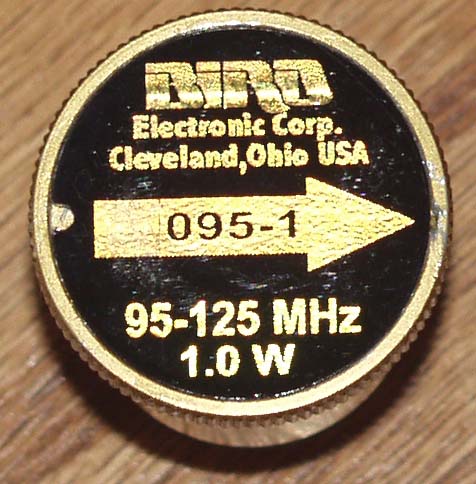 BIRD
Electronic Corp.
Cleveland,Ohio USA
095-1
95-125 MHz
1.0 W